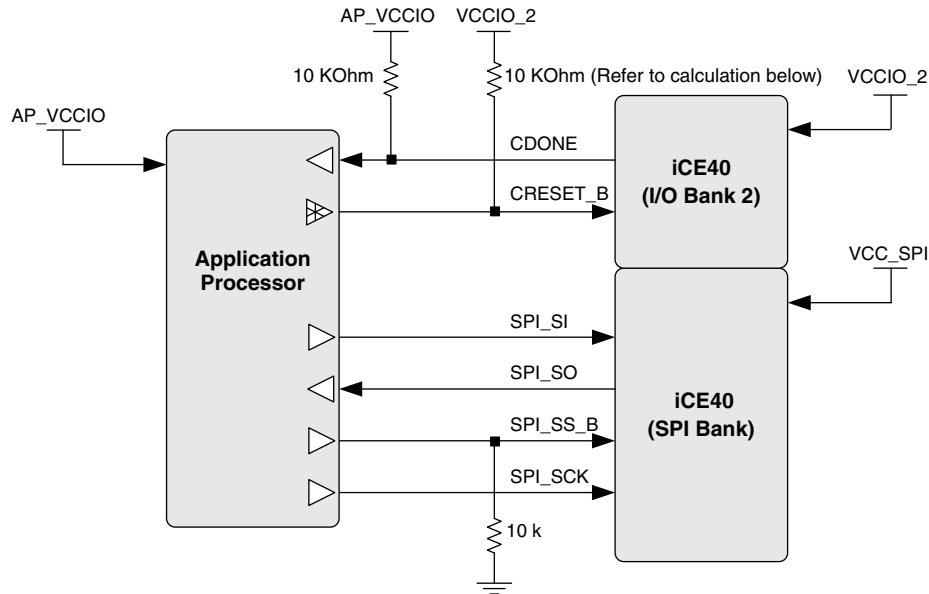 AP_VCCIO VCCIO_2
10 KOhm 10 KOhm (Refer to calculation below)
VCCIO_2
AP_VCCIO
CDONE
iCE40
(I/O Bank 2)
CRESET_B
Application
Processor
VCC_SPI
SPI_SI
SPI_SO
iCE40
(SPI Bank)
SPI_SS_B
SPI_SCK
10 k